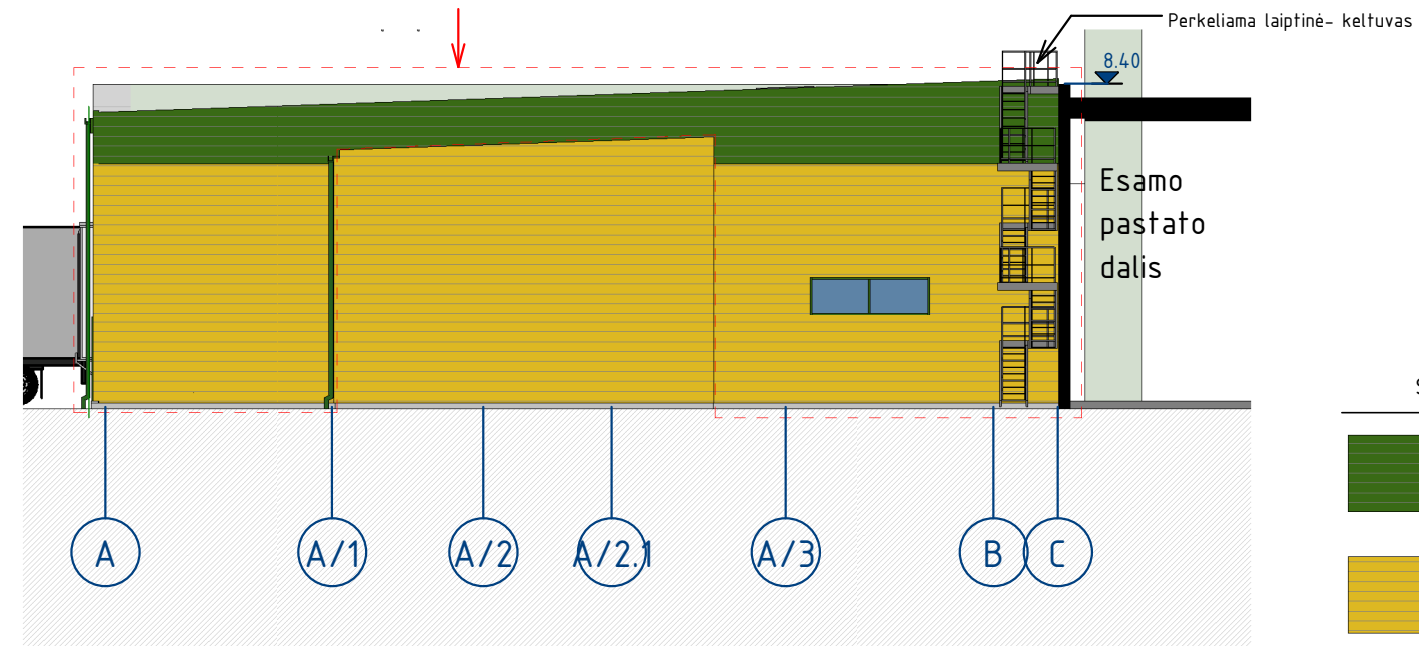 Perkeliama laiptinė- keltuvas
8.40
Esamo
pastato
dalis
S
A
A/1
A/2
A/2.1
A/3
B
C